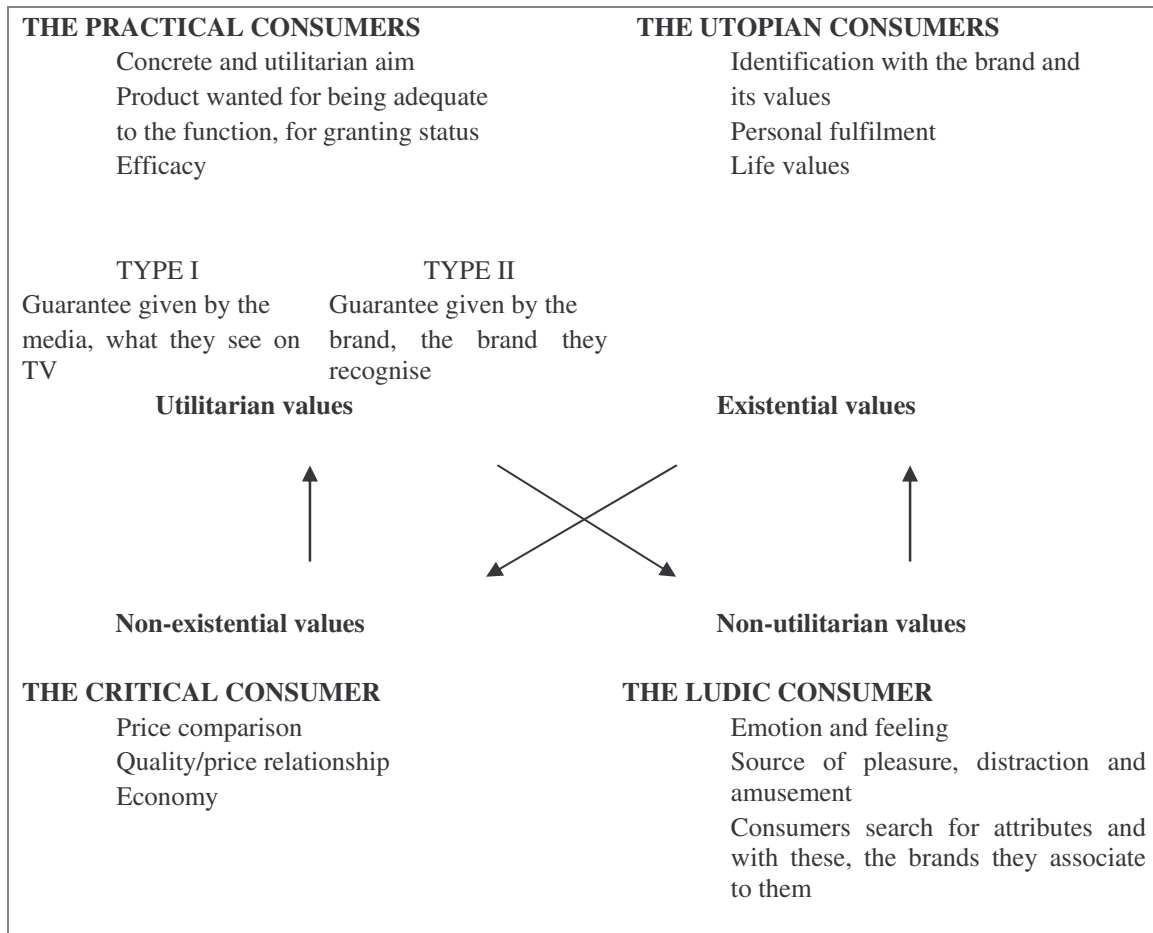 THE PRACTICAL CONSUMERS
Concrete and utilitarian aim
Product wanted for being adequate
to the function, for granting status
Efficacy
THE UTOPIAN CONSUMERS
Identification with the brand and
its values
Personal fulfilment
Life values
TYPE I
Guarantee given by the
media, what they see on
TV
TYPE II
Guarantee given by the
brand, the brand they
recognise
Utilitarian values
Existential values
Non-existential values
Non-utilitarian values
THE CRITICAL CONSUMER
Price comparison
Quality/price relationship
Economy
THE LUDIC CONSUMER
Emotion and feeling
Source of pleasure, distraction and
amusement
Consumers search for attributes and
with these, the brands they associate
to them